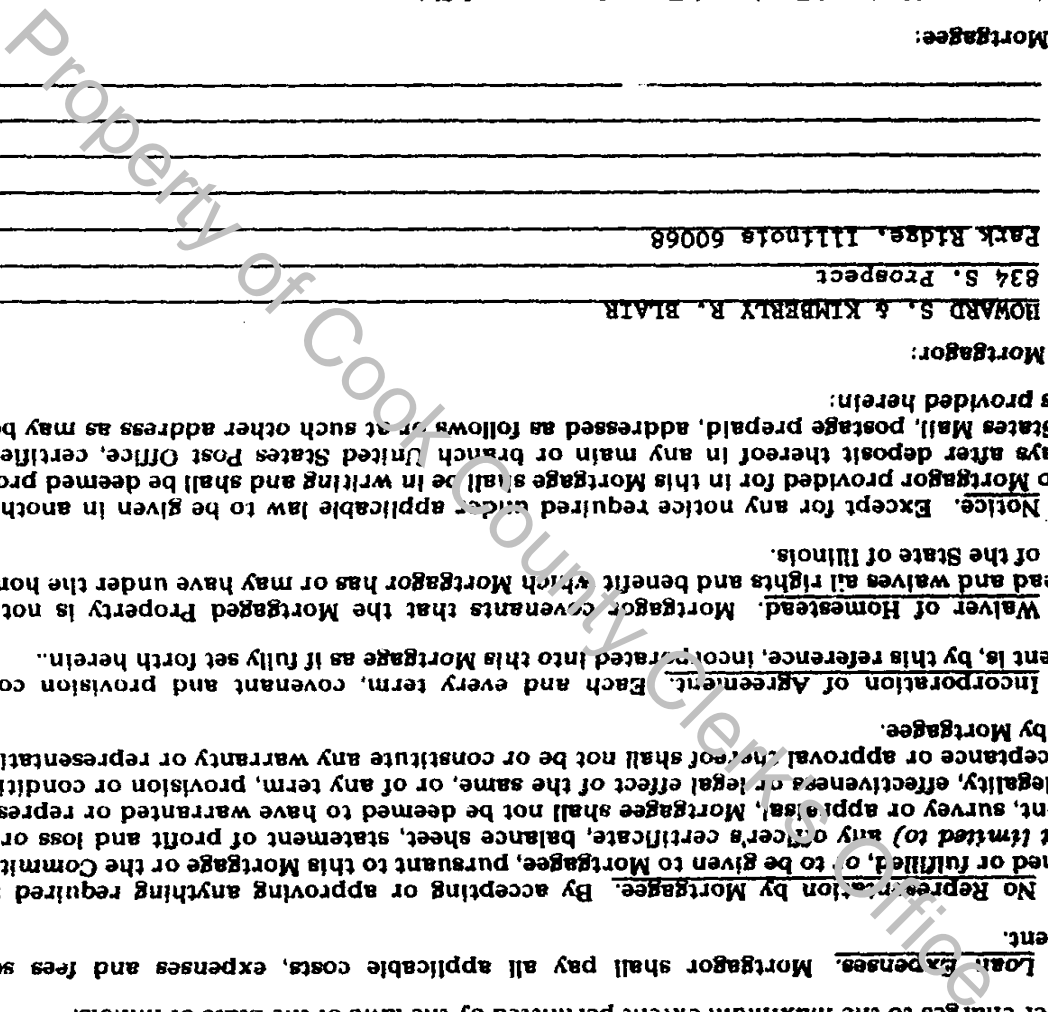 er charges to the maximum extent permitted by the laws of the State of Illinois.
Loan Expenses. Mortgagor shall pay all applicable costs, expenses and fees se
ent.
No Representation by Mortgagee. By accepting or approving anything required
ned or fulfilled, or to be given to Mortgagee, pursuant to this Mortgage or the Commit
t limited to) any officer's certificate, balance sheet, statement of profit and loss or
nt, survey or appraisal, Mortgagee shall not be deemed to have warranted or repres
legality, effectiveness or legal effect of the same, or of any term, provision or conditi
ceptance or approval thereof shall not be or constitute any warranty or representati
by Mortgagee.
Incorporation of Agreement. Each and every term, covenant and provision co
ent is, by this reference, incorporated into this Mortgage as if fully set forth herein..
Waiver of Homestead. Mortgagor covenants that the Mortgaged Property is not
ead and waives all rights and benefit which Mortgagor has or may have under the hon
of the State of Illinois.
Notice. Except for any notice required under applicable law to be given in anoth
o Mortgagor provided for in this Mortgage shall be in writing and shall be deemed pro
ys after deposit thereof in any main or branch United States Post Office, certifie
States Mail, postage prepaid, addressed as follows or at such other address as may be
s provided herein:
Mortgagor:
HOWARD S. & KIMBERLY R. BLAIR
834 S. Prospect
Park Ridge, Illinois 60068
Mortgagee:
Property of Cook County Clerk's Office